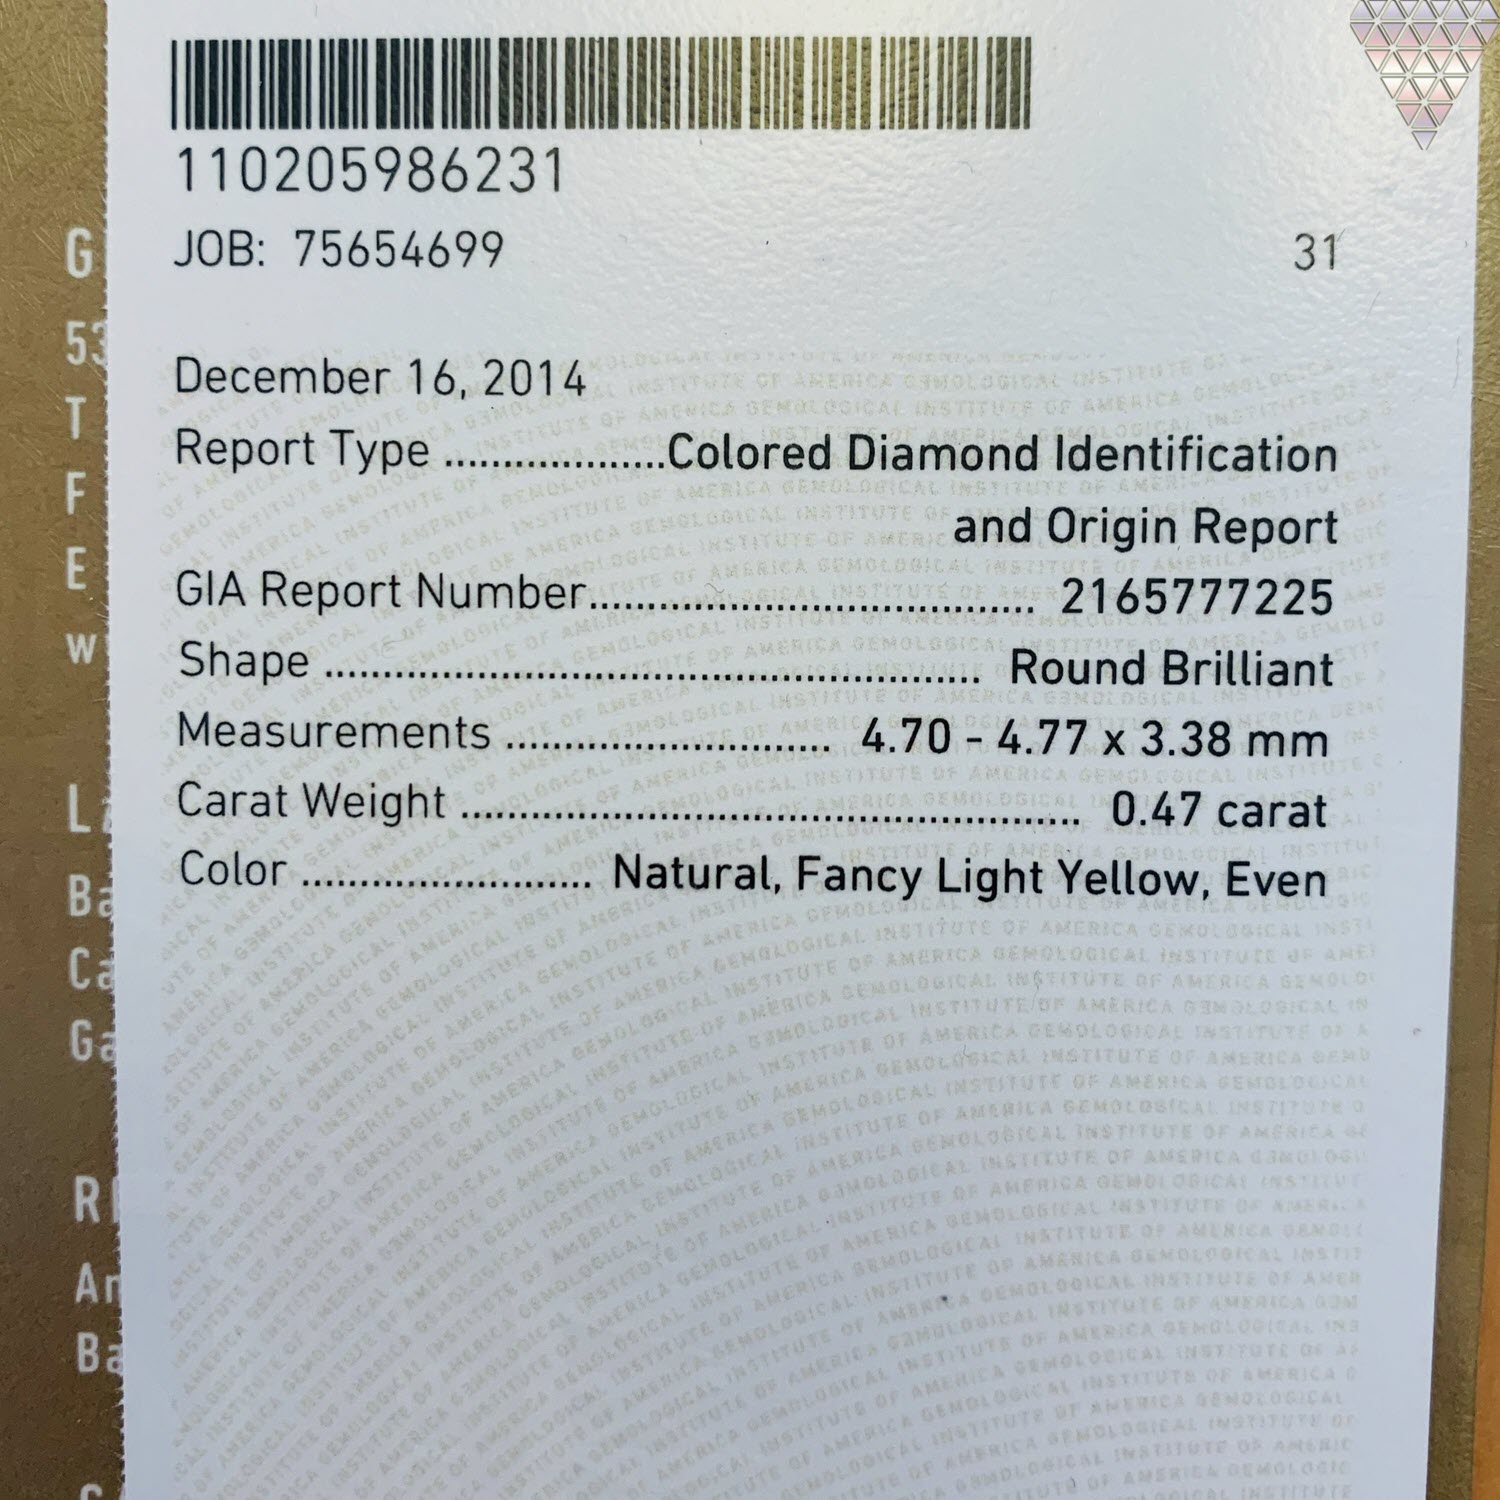 110205986231
JOB: 75654699 31
December 16, 2014
Report Type ...................Colored Diamond Identification
and Origin Report
GIA Report Number...................................... 2165777225
Shape ........................................................ Round Brilliant
Measurements ............................ 4.70 - 4.77 x 3.38 mm
Carat Weight ..................................................... 0.47 carat
Color ......................... Natural, Fancy Light Yellow, Even